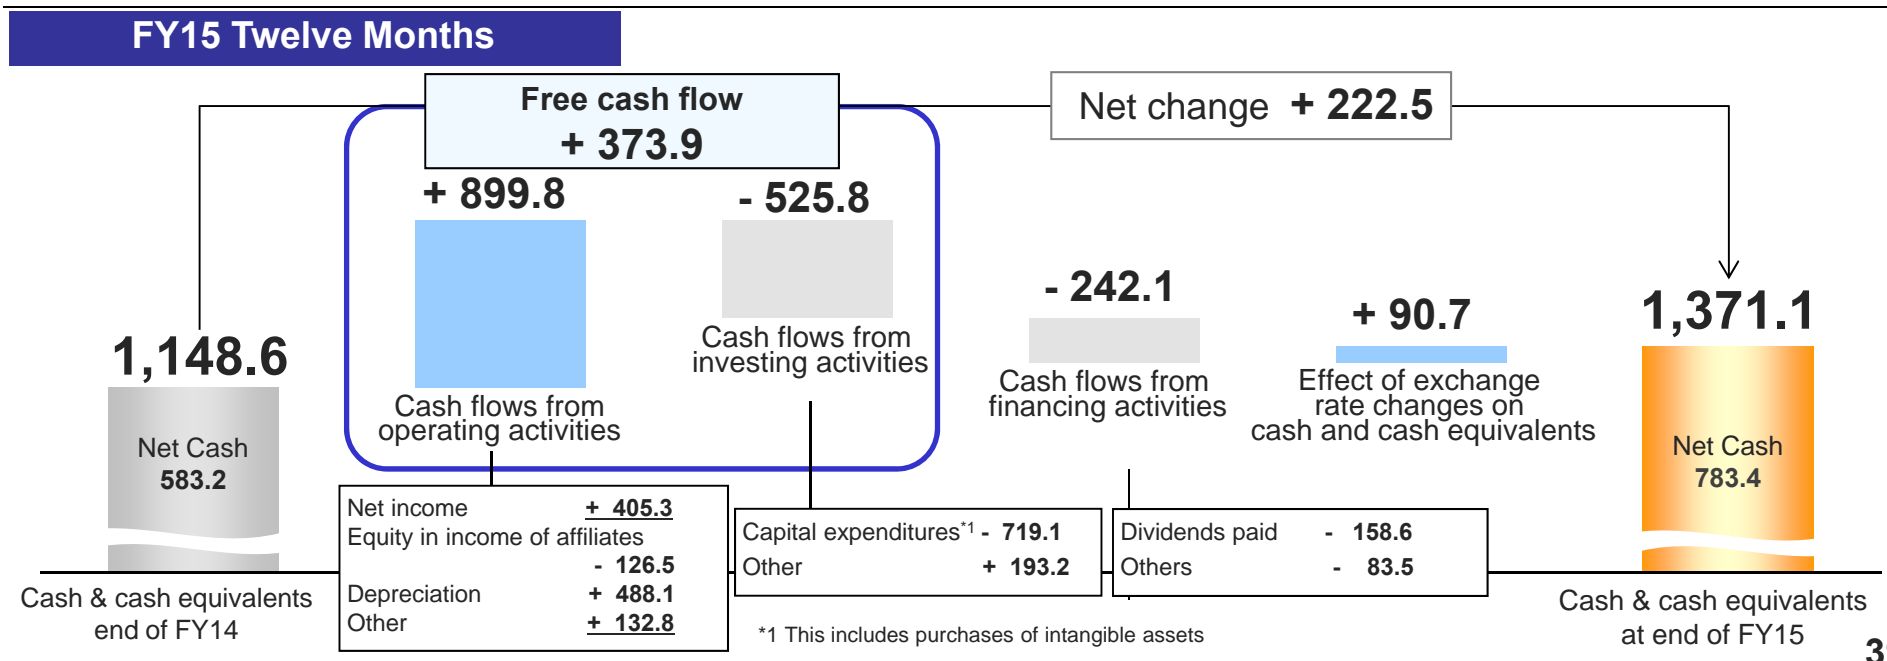 FY15 Twelve Months
Free cash flow
+ 373.9
Net change + 222.5
+ 899.8
- 525.8
- 242.1
+ 90.7
1,148.6
1,371.1
Net Cash
583.2
Cash flows from
operating activities
Cash flows from
investing activities
Cash flows from
financing activities
Effect of exchange
rate changes on
cash and cash equivalents
Net Cash
783.4
Net income + 405.3
Equity in income of affiliates
- 126.5
Depreciation + 488.1
Other + 132.8
Capital expenditures*1 - 719.1
Other + 193.2
Dividends paid - 158.6
Others - 83.5
Cash & cash equivalents
end of FY14
*1 This includes purchases of intangible assets
Cash & cash equivalents
at end of FY15